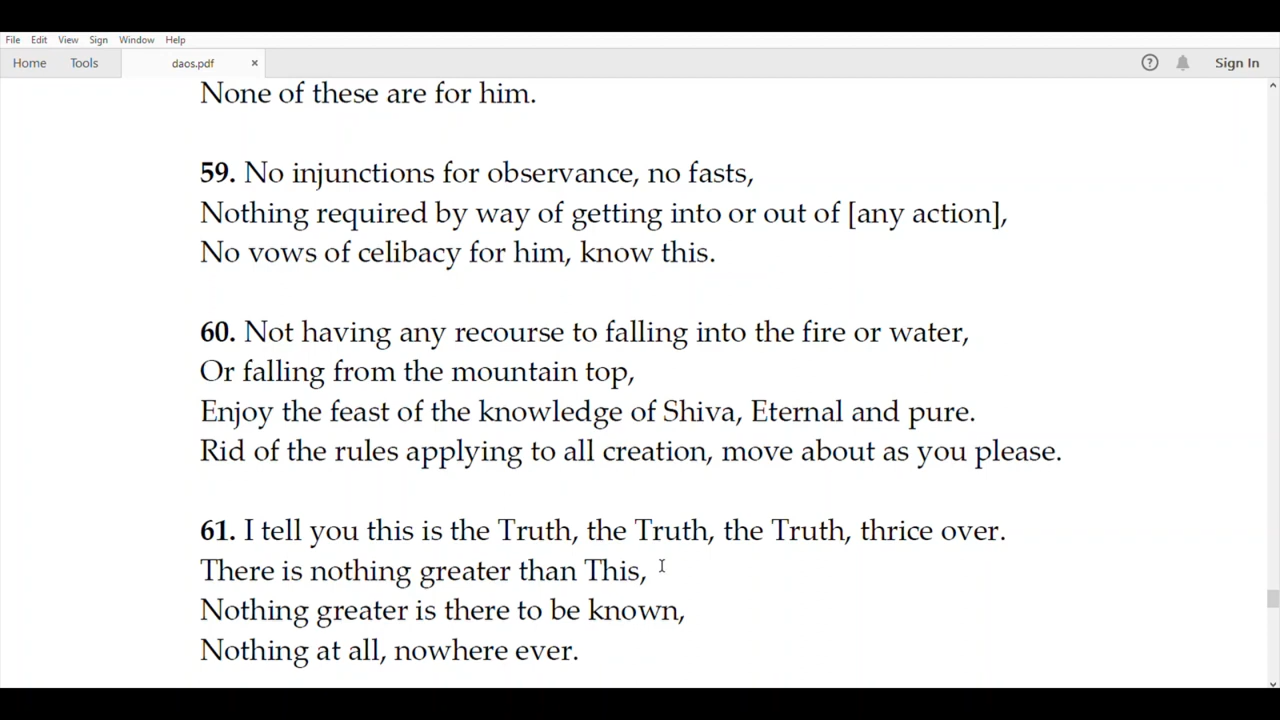 File Edit View Sign Window Help
Home Tools daos.pdf × ? Sign In
None of these are for him.
59. No injunctions for observance, no fasts,
Nothing required by way of getting into or out of [any action],
No vows of celibacy for him, know this.
60. Not having any recourse to falling into the fire or water,
Or falling from the mountain top,
Enjoy the feast of the knowledge of Shiva, Eternal and pure.
Rid of the rules applying to all creation, move about as you please.
61. I tell you this is the Truth, the Truth, the Truth, thrice over.
There is nothing greater than This,
Nothing greater is there to be known,
Nothing at all, nowhere ever.